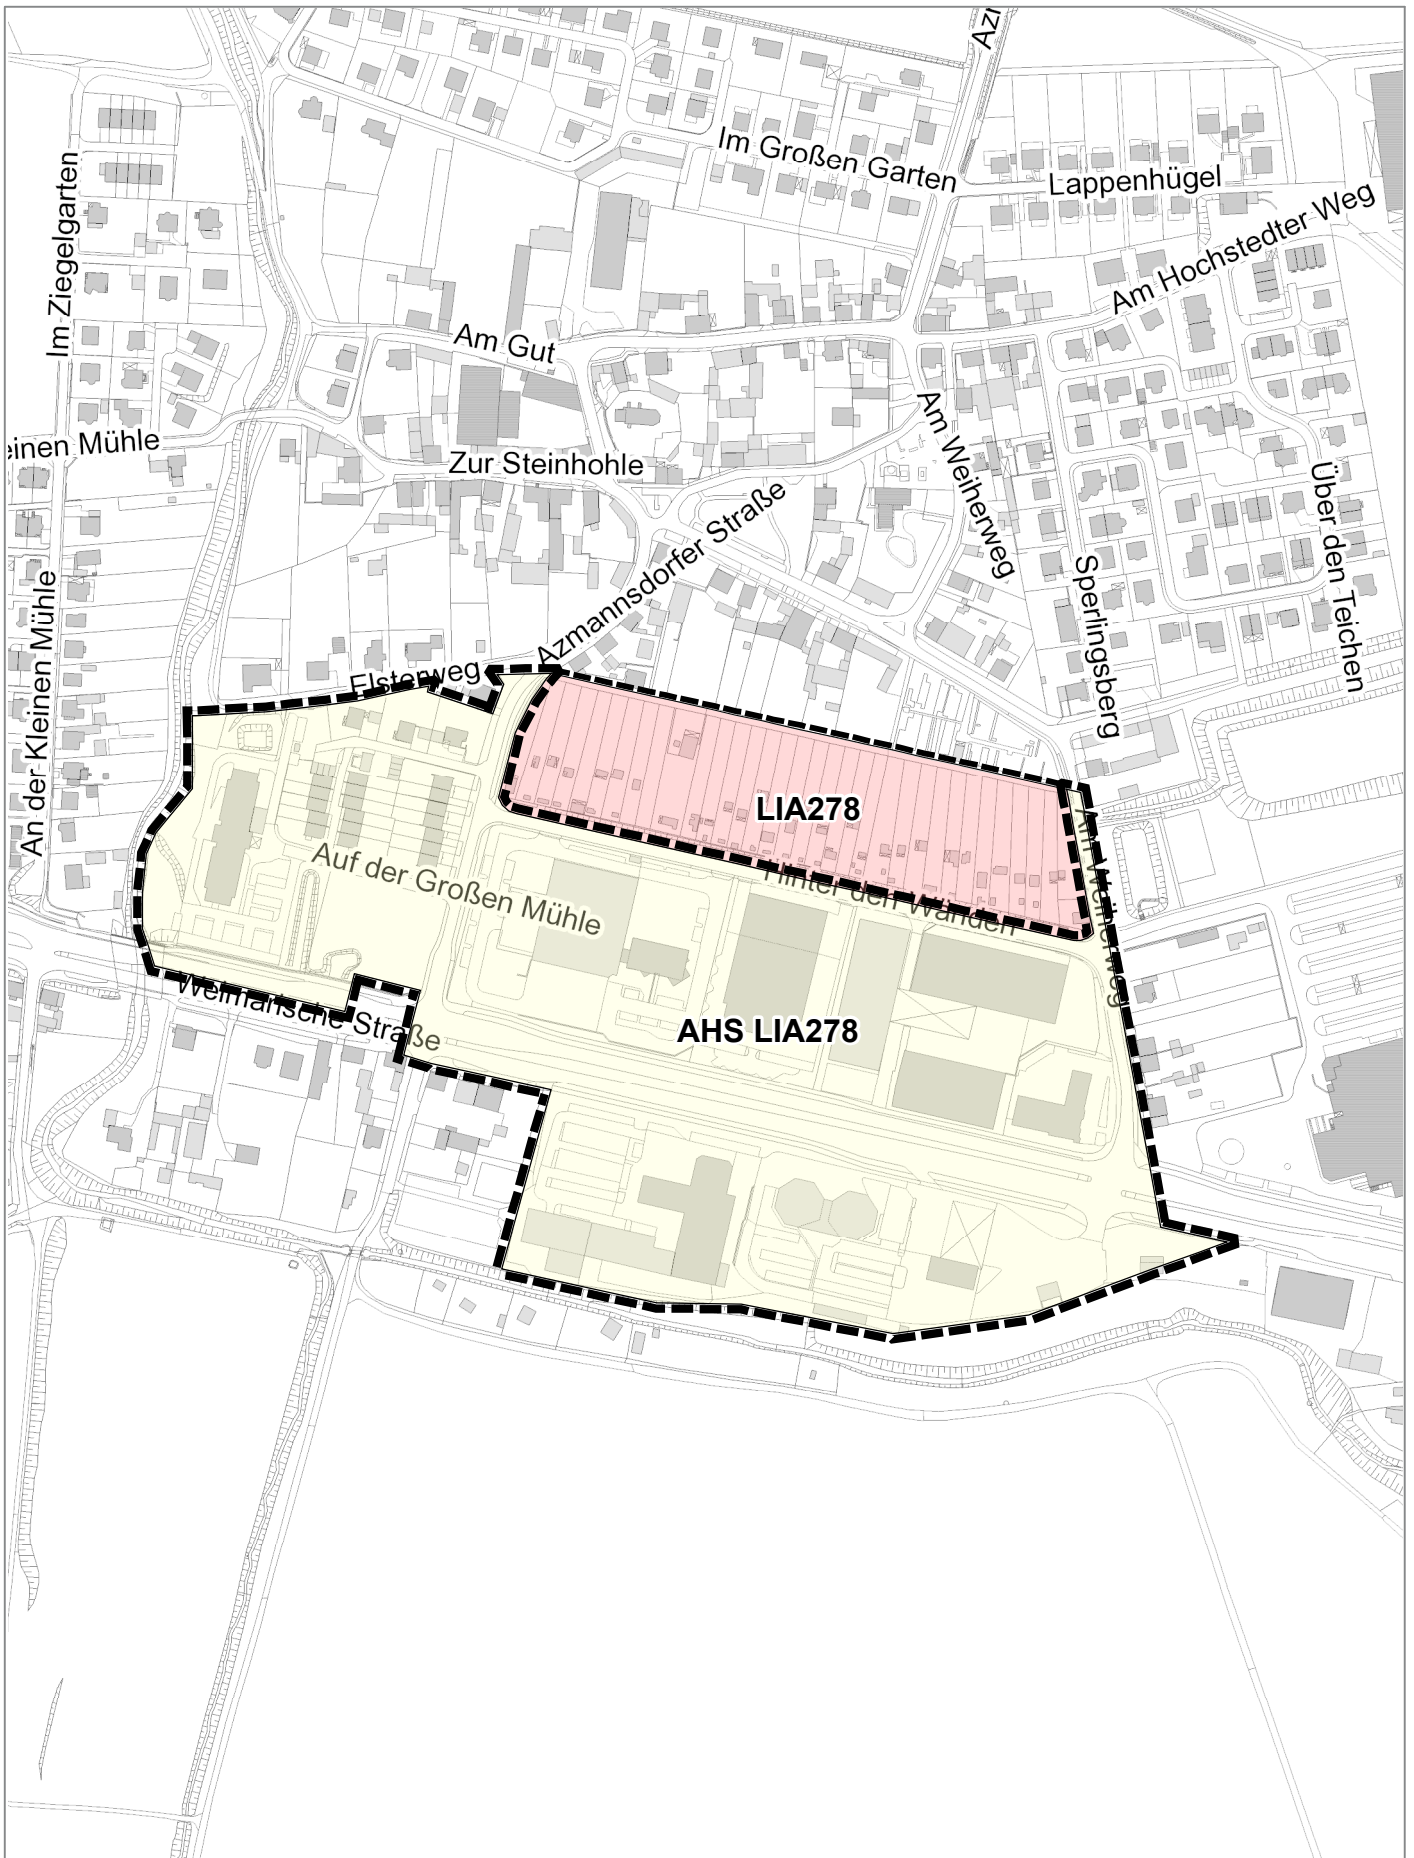 Azm
Im Großen Garten
Lappenhügel
Am Hochstedter Weg
Im Ziegelgarten
Am Gut
einen Mühle
Zur Steinhohle
Am Weiherweg
Über den Teichen
Azmannsdorfer Straße
Sperlingsberg
An der Kleinen Mühle
Elsterweg
LIA278
Auf der Großen Mühle
Hinter den Wänden
Am Weiherweg
Weimarische Straße
AHS LIA278